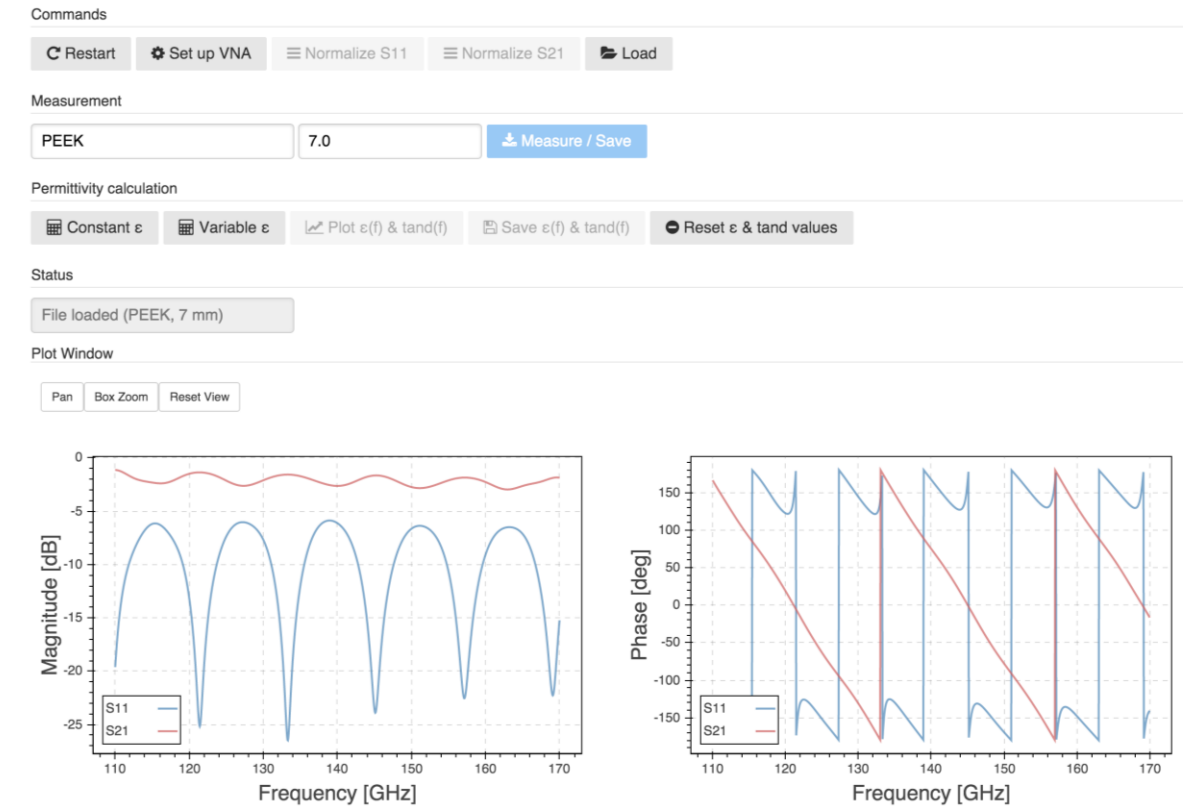 Commands
Restart Set up VNA Normalize S11 Normalize S21 Load
Measurement
PEEK 7.0 Measure / Save
Permittivity calculation
Constant ε Variable ε Plot ε(f) & tand(f) Save ε(f) & tand(f) Reset ε & tand values
Status
File loaded (PEEK, 7 mm)
Plot Window
Pan Box Zoom Reset View
Magnitude [dB]
0
-5
-10
-15
-20
-25
S11
S21
110 120 130 140 150 160 170
Frequency [GHz]
Phase [deg]
150
100
50
0
-50
-100
-150
S11
S21
110 120 130 140 150 160 170
Frequency [GHz]